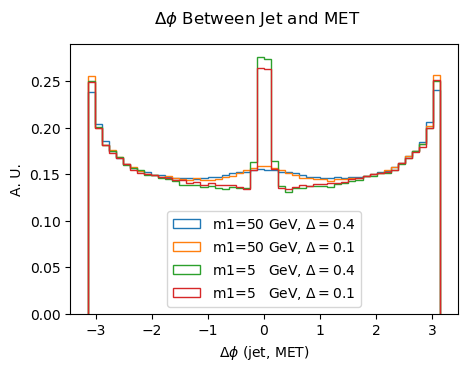 Δϕ Between Jet and MET
A. U.
0.25
0.20
0.15
0.10
0.05
0.00
m1=50 GeV, Δ = 0.4
m1=50 GeV, Δ = 0.1
m1=5 GeV, Δ = 0.4
m1=5 GeV, Δ = 0.1
−3 −2 −1 0 1 2 3
Δϕ (jet, MET)